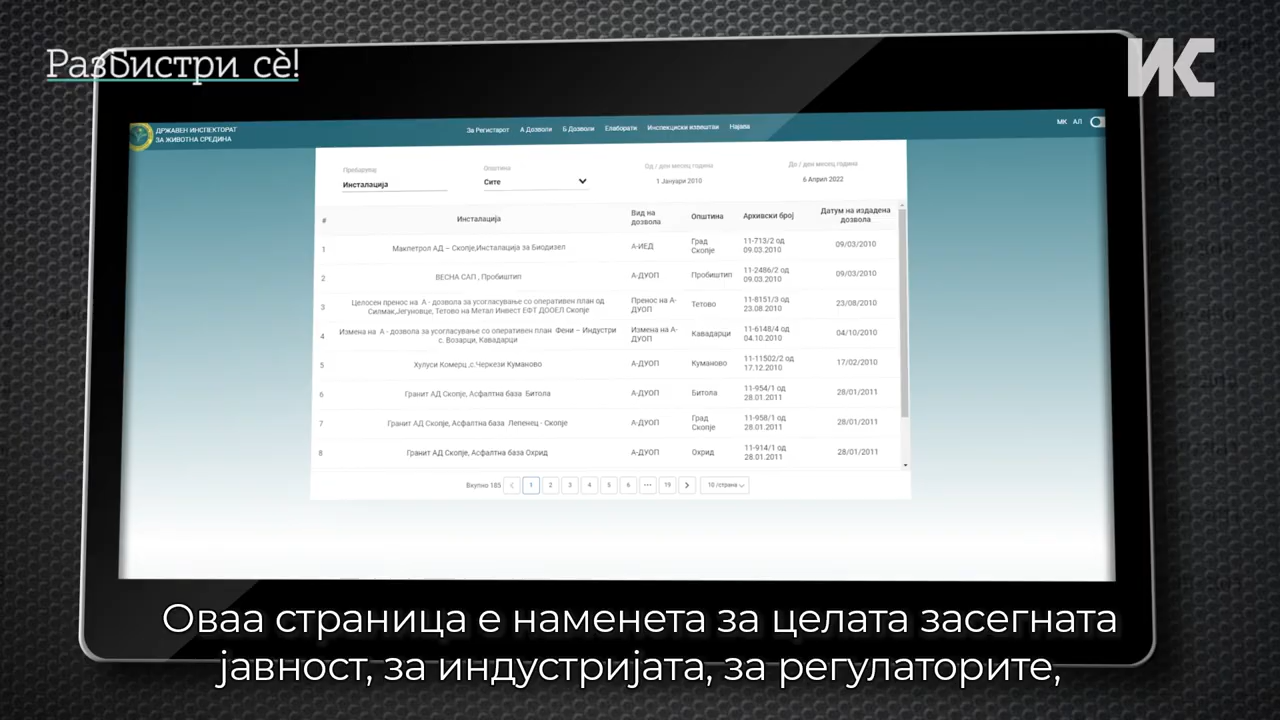 Разбистри сѐ!
ИС
ДРЖАВЕН ИНСПЕКТОРАТ
ЗА ЖИВОТНА СРЕДИНА
За Регистарот А Дозволи Б Дозволи Елаборати Инспекциски извештаи Најава
МК АЛ
Пребарувај Општина Од / ден месец година До / ден месец година
Инсталација Сите 1 Јануари 2010 6 Април 2022
# Инсталација Вид на дозвола Општина Архивски број Датум на издадена дозвола
1 Макпетрол АД – Скопје,Инсталација за Биодизел А-ИЕД Град Скопје 11-713/2 од 09.03.2010 09/03/2010
2 ВЕСНА САП , Пробиштип А-ДУОП Пробиштип 11-2486/2 од 09.03.2010 09/03/2010
3 Целосен пренос на А - дозвола за усогласување со оперативен план од Силмак,Јегуновце, Тетово на Метал Инвест ЕФТ ДООЕЛ Скопје Пренос на А-ДУОП Тетово 11-8151/3 од 23.08.2010 23/08/2010
4 Измена на А - дозвола за усогласување со оперативен план Фени – Индустри с. Возарци, Кавадарци Измена на А-ДУОП Кавадарци 11-6148/4 од 04.10.2010 04/10/2010
5 Хулуси Комерц ,с.Черкези Куманово А-ДУОП Куманово 11-11502/2 од 17.12.2010 17/02/2010
6 Гранит АД Скопје, Асфалтна база Битола А-ДУОП Битола 11-954/1 од 28.01.2011 28/01/2011
7 Гранит АД Скопје, Асфалтна база Лепенец - Скопје А-ДУОП Град Скопје 11-958/1 од 28.01.2011 28/01/2011
8 Гранит АД Скопје, Асфалтна база Охрид А-ДУОП Охрид 11-914/1 од 28.01.2011 28/01/2011
Вкупно 185 < 1 2 3 4 5 6 ••• 19 > 10 /страна
Оваа страница е наменета за целата засегната
јавност, за индустријата, за регулаторите,